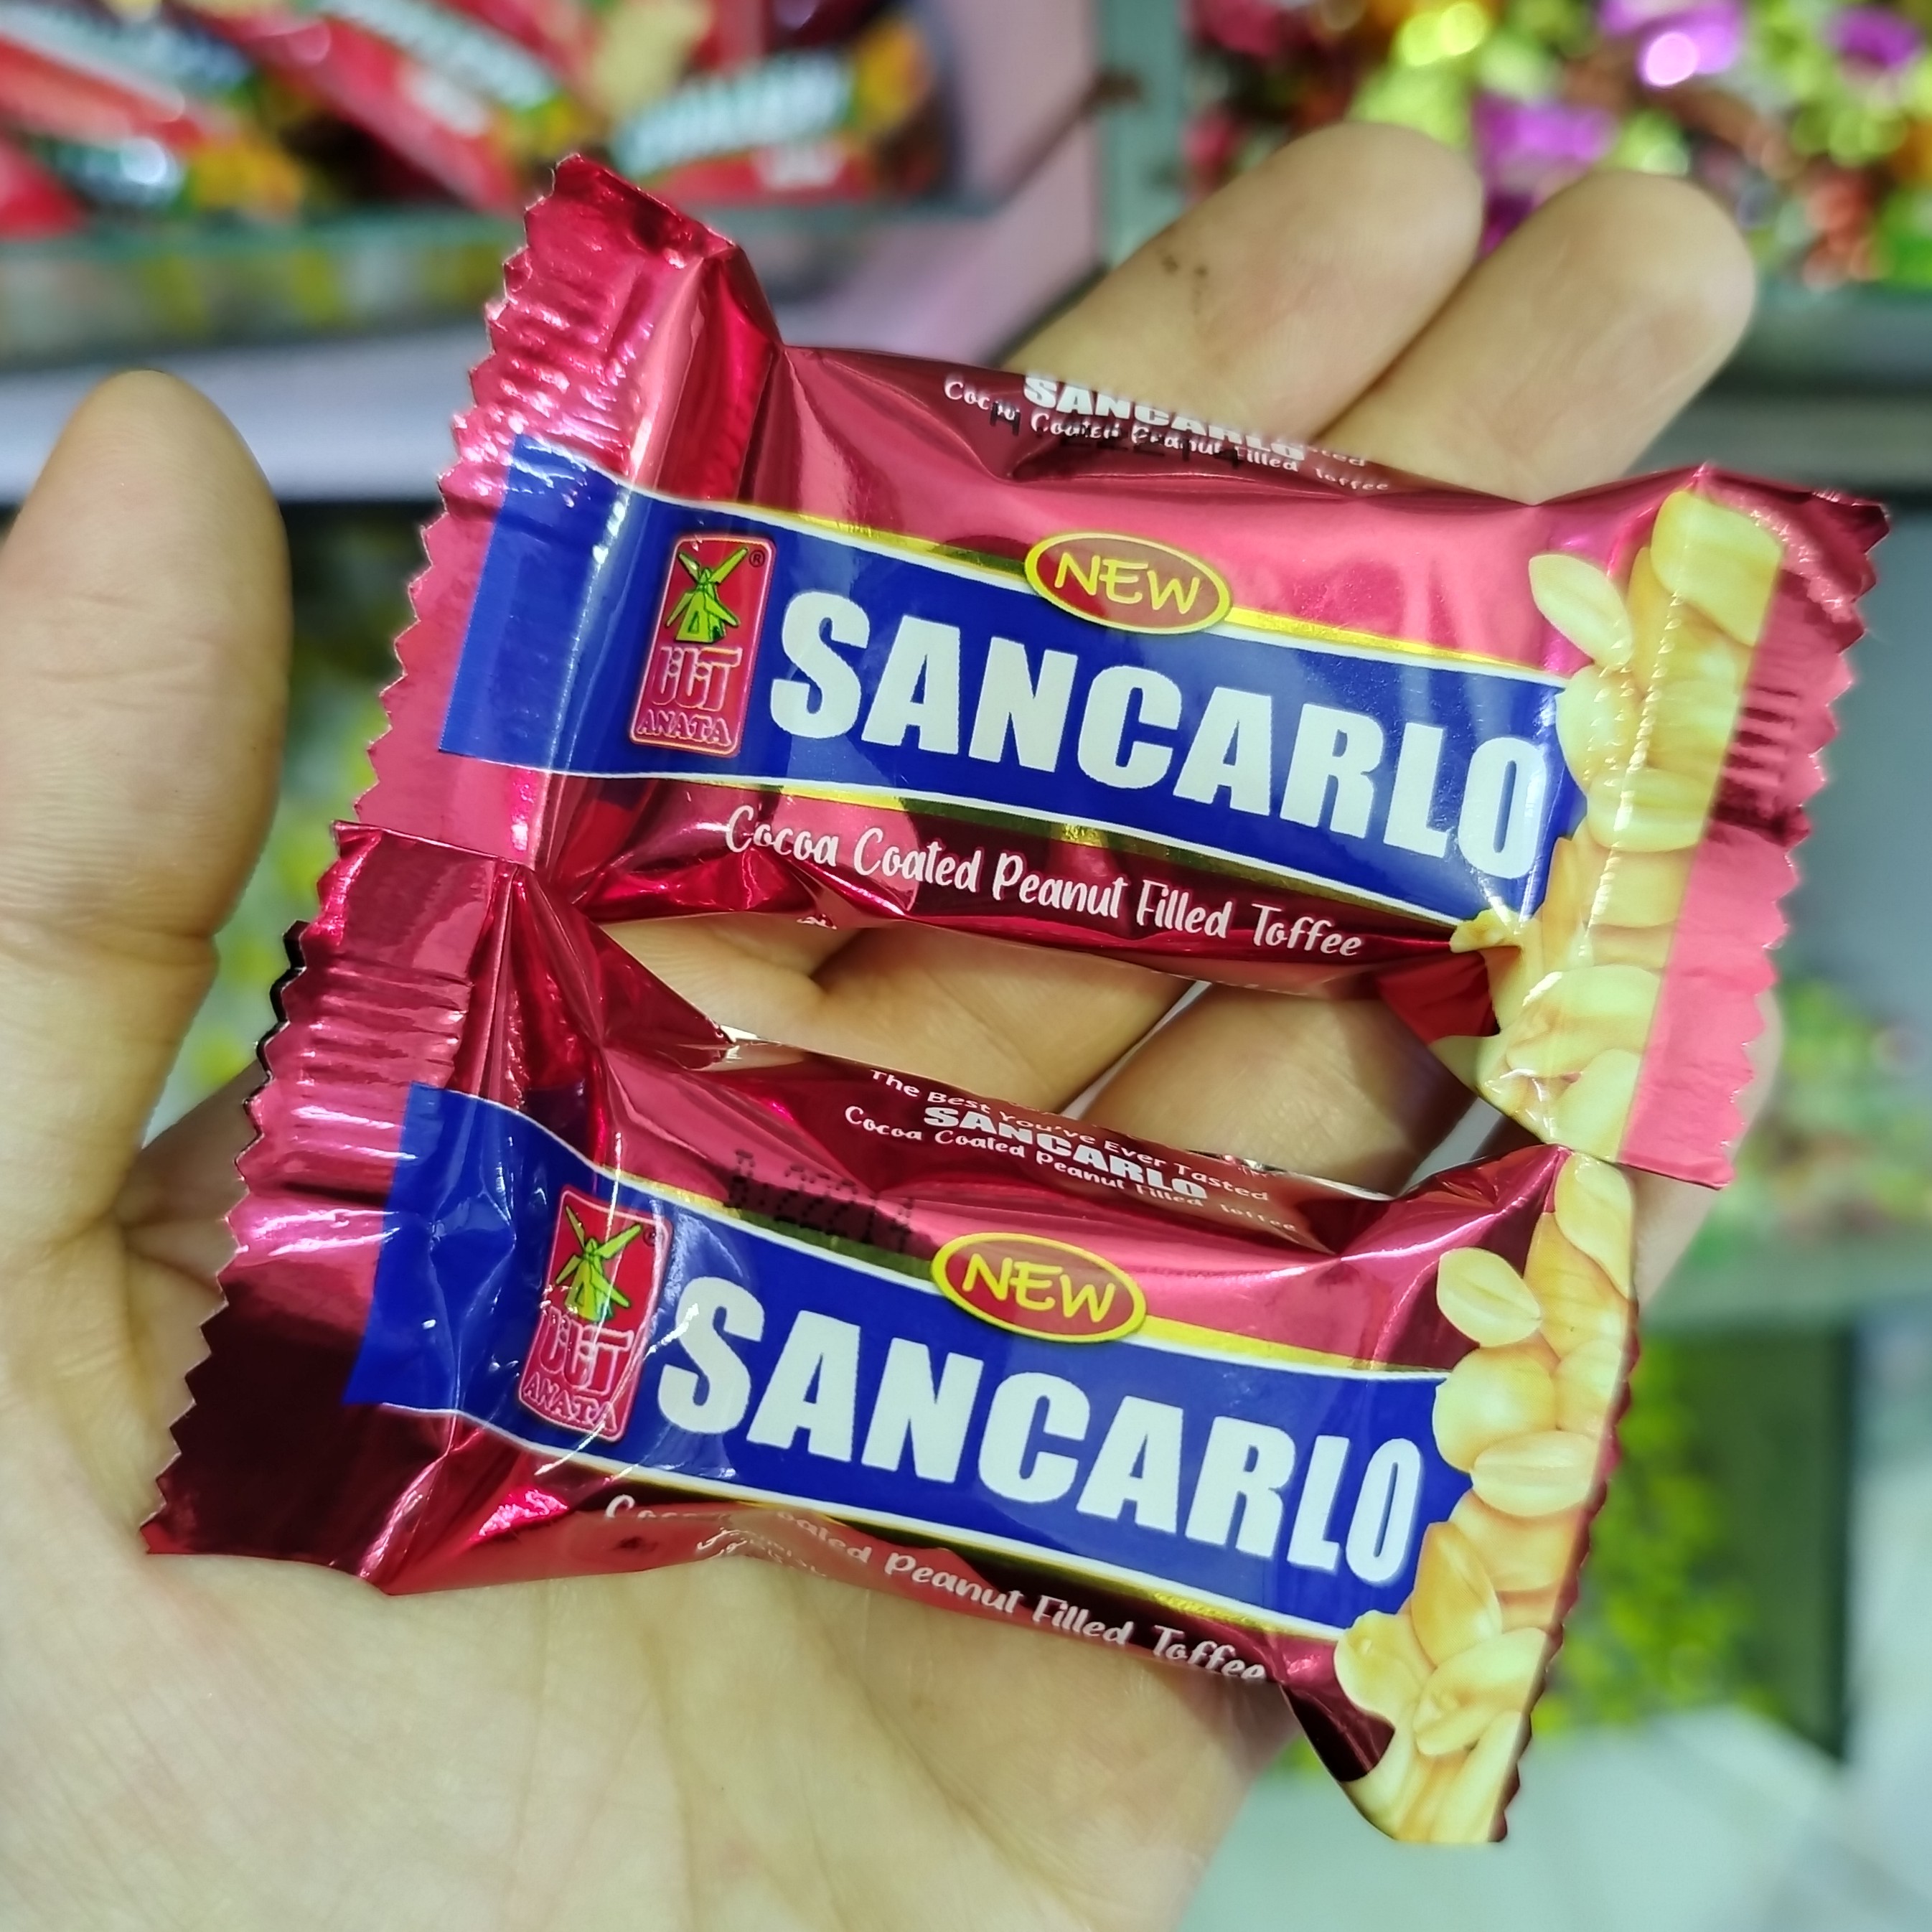 SANCARLO
Cocoa Coated Peanut Filled Toffee
NEW
®
ANATA
SANCARLO
Cocoa Coated Peanut Filled Toffee
The Best You've Ever Tasted
SANCARLO
Cocoa Coated Peanut Filled Toffee
NEW
ANATA
SANCARLO
Peanut Filled Toffee